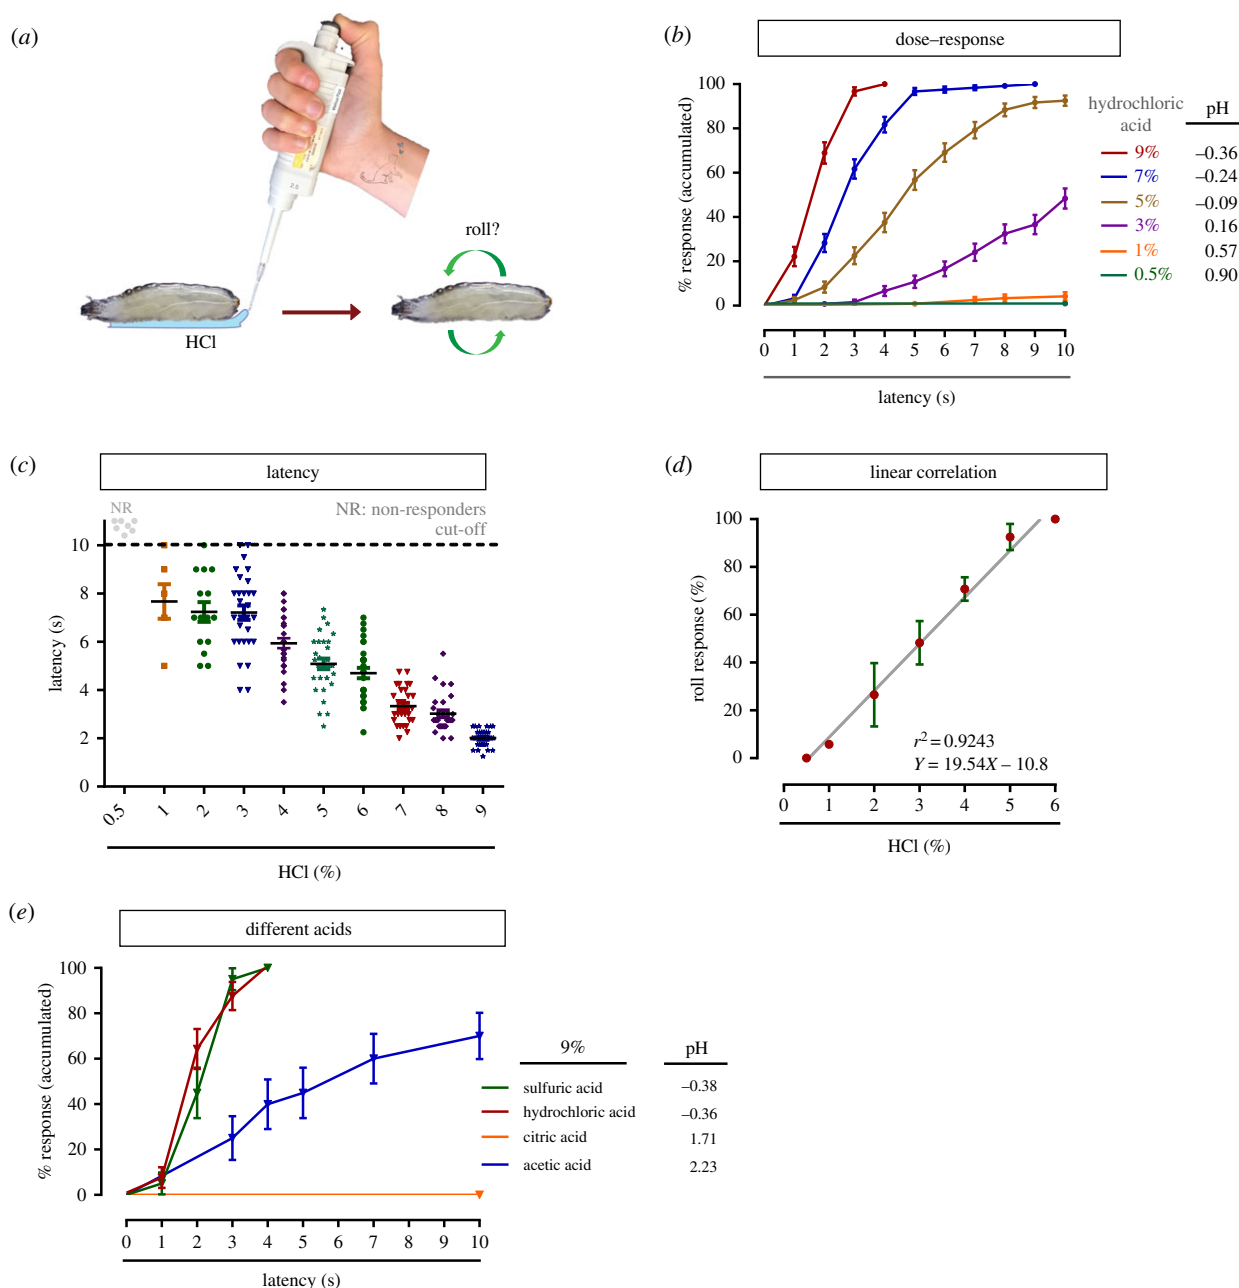 (a)
2.5
HCl
roll?
(b)
dose–response
% response (accumulated)
100
80
60
40
20
0
0 1 2 3 4 5 6 7 8 9 10
latency (s)
hydrochloric acid pH
9% –0.36
7% –0.24
5% –0.09
3% 0.16
1% 0.57
0.5% 0.90
(c)
latency
NR
NR: non-responders
cut-off
latency (s)
10
8
6
4
2
0
0.5 1 2 3 4 5 6 7 8 9
HCl (%)
(d)
linear correlation
roll response (%)
100
80
60
40
20
0
r² = 0.9243
Y = 19.54X – 10.8
0 1 2 3 4 5 6
HCl (%)
(e)
different acids
% response (accumulated)
100
80
60
40
20
0
0 1 2 3 4 5 6 7 8 9 10
latency (s)
9% pH
sulfuric acid –0.38
hydrochloric acid –0.36
citric acid 1.71
acetic acid 2.23